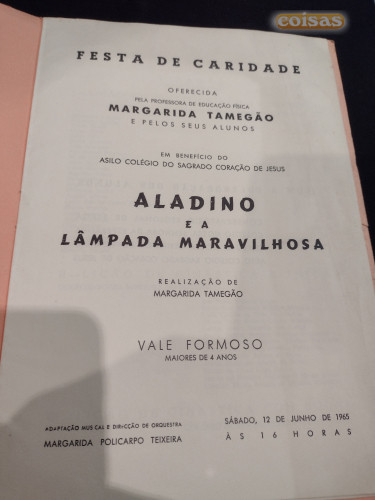 coisas
FESTA DE CARIDADE
OFERECIDA
PELA PROFESSORA DE EDUCAÇÃO FÍSICA
MARGARIDA TAMEGÃO
E PELOS SEUS ALUNOS
EM BENEFÍCIO DO
ASILO COLÉGIO DO SAGRADO CORAÇÃO DE JESUS
ALADINO
E A
LÂMPADA MARAVILHOSA
REALIZAÇÃO DE
MARGARIDA TAMEGÃO
VALE FORMOSO
MAIORES DE 4 ANOS
ADAPTAÇÃO MUSICAL E DIRECÇÃO DE ORQUESTRA
MARGARIDA POLICARPO TEIXEIRA
SÁBADO, 12 DE JUNHO DE 1965
ÀS 16 HORAS